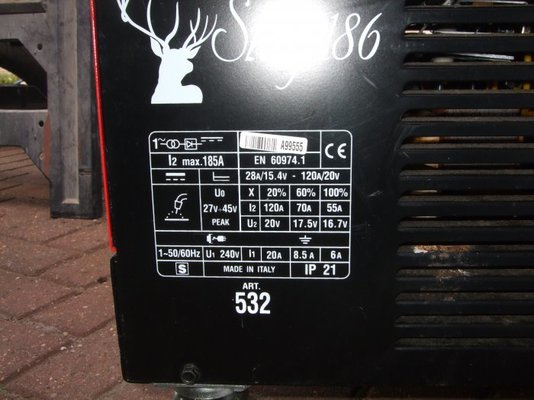 186
1~
A99555
I2 max.185A
EN 60974.1
CE
28A/15.4V - 120A/20V
U0
X 20% 60% 100%
27V÷45V
I2 120A 70A 55A
PEAK
U2 20V 17.5V 16.7V
1~50/60Hz U1 240V I1 20A 8.5A 6A
S MADE IN ITALY IP 21
ART.
532